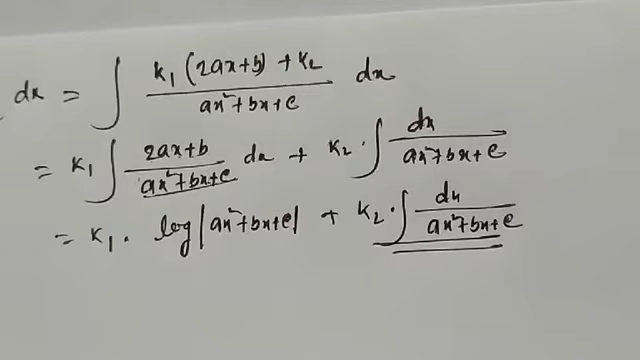 dx = ∫ K₁(2ax+b) + K₂ / ax²+bx+c dx
= K₁ ∫ 2ax+b / ax²+bx+c dx + K₂ · ∫ dx / ax²+bx+c
= K₁ · log|ax²+bx+c| + K₂ · ∫ dx / ax²+bx+c